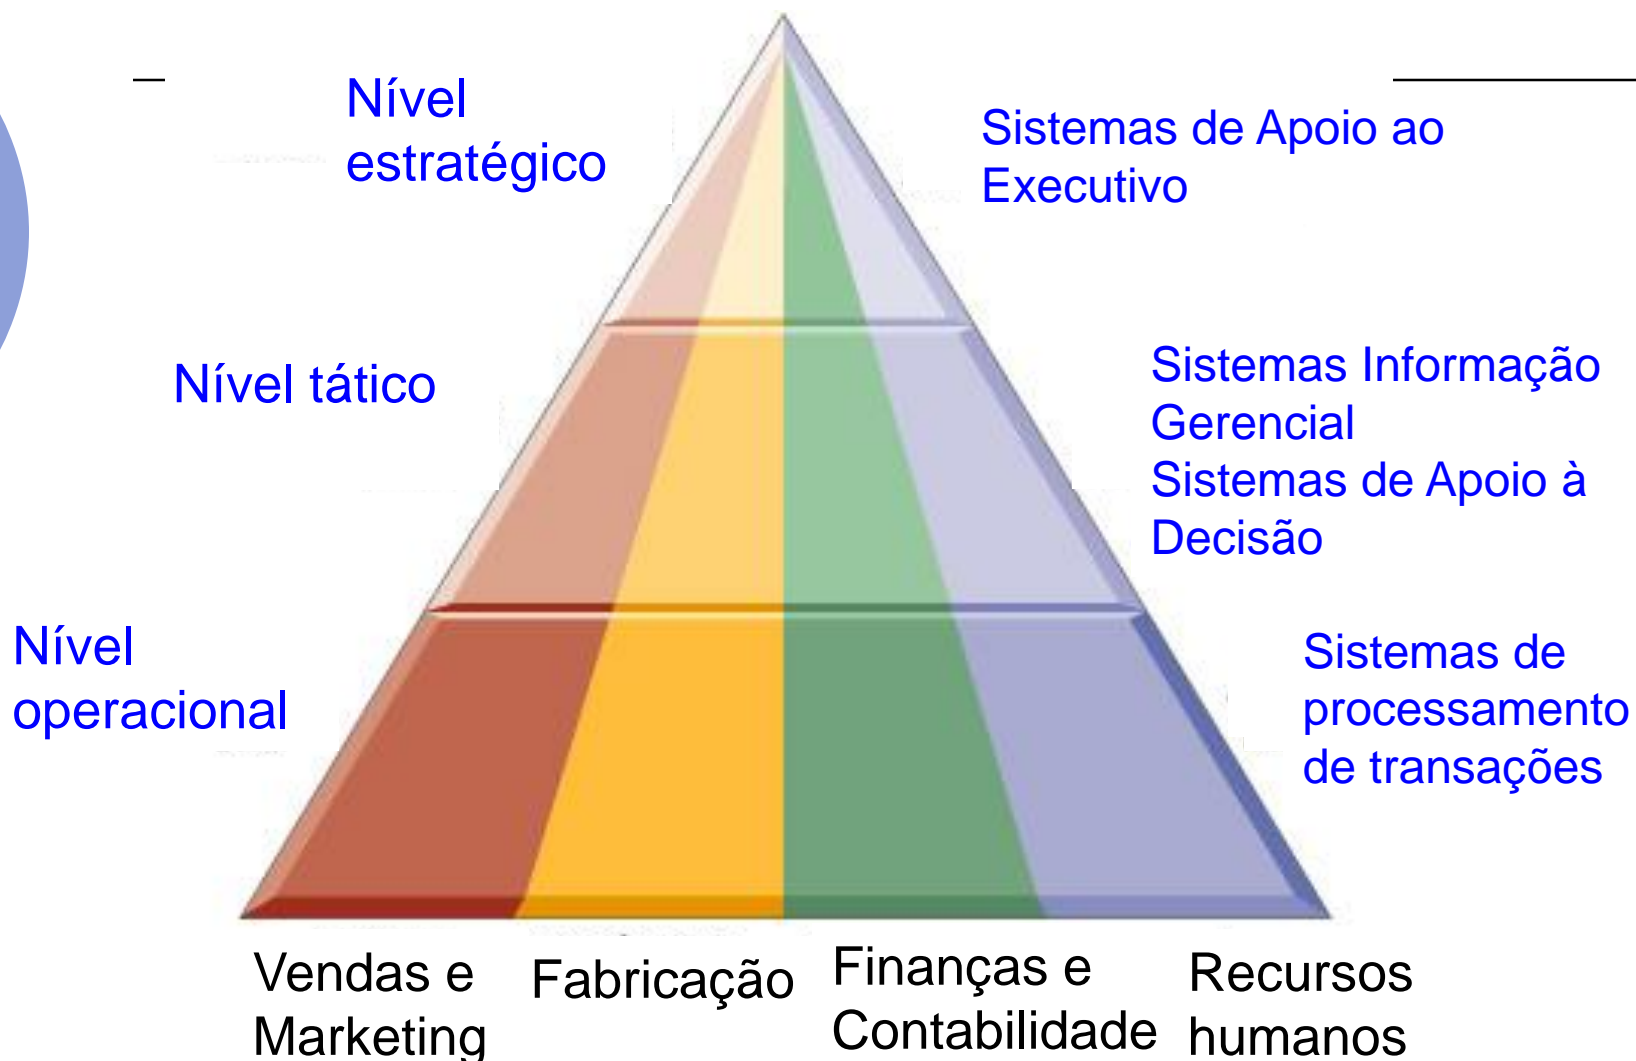 Nível
estratégico
Sistemas de Apoio ao
Executivo
Nível tático
Sistemas Informação
Gerencial
Sistemas de Apoio à
Decisão
Nível
operacional
Sistemas de
processamento
de transações
Vendas e
Marketing
Fabricação
Finanças e
Contabilidade
Recursos
humanos